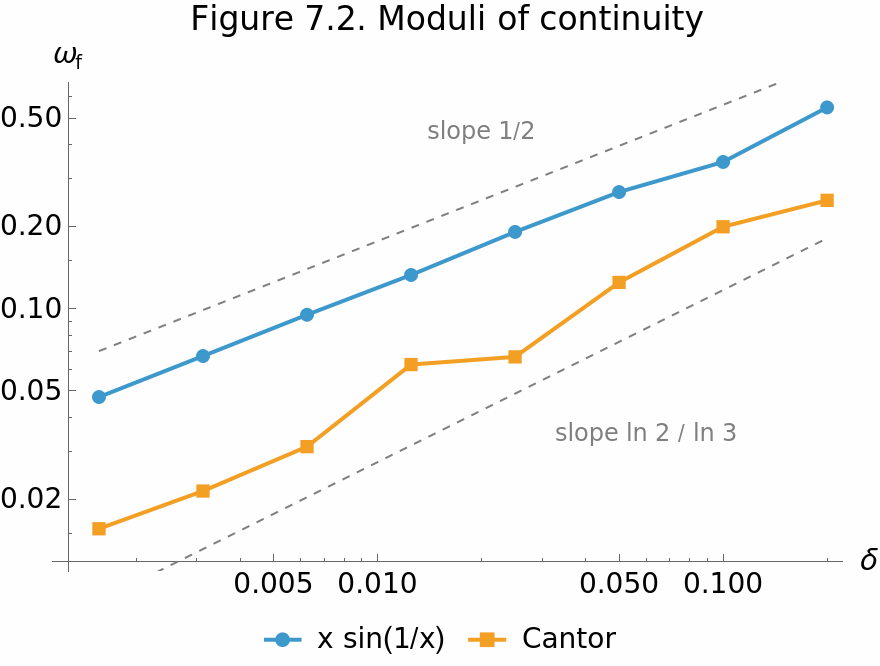 Figure 7.2. Moduli of continuity
ωf
0.50
slope 1/2
0.20
0.10
0.05
slope ln 2 / ln 3
0.02
δ
0.005 0.010 0.050 0.100
x sin(1/x) Cantor